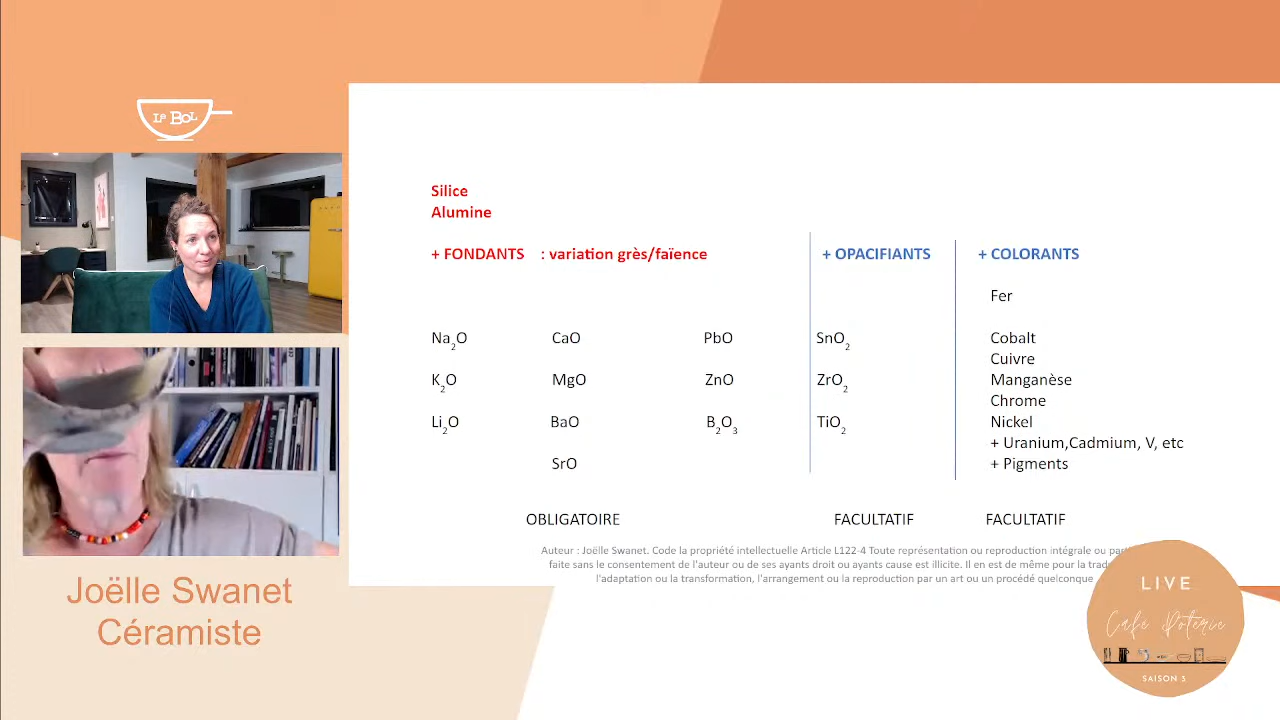 Le BoL
Silice
Alumine
+ FONDANTS : variation grès/faïence
+ OPACIFIANTS
+ COLORANTS
Fer
Na₂O CaO PbO SnO₂ Cobalt
Cuivre
K₂O MgO ZnO ZrO₂ Manganèse
Chrome
Li₂O BaO B₂O₃ TiO₂ Nickel
+ Uranium,Cadmium, V, etc
SrO + Pigments
OBLIGATOIRE FACULTATIF FACULTATIF
Auteur : Joëlle Swanet. Code la propriété intellectuelle Article L122-4 Toute représentation ou reproduction intégrale ou
faite sans le consentement de l'auteur ou de ses ayants droit ou ayants cause est illicite. Il en est de même pour la
l'adaptation ou la transformation, l'arrangement ou la reproduction par un art ou un procédé quelconque
Joëlle Swanet
Céramiste
LIVE
Café Poterie
SAISON 3